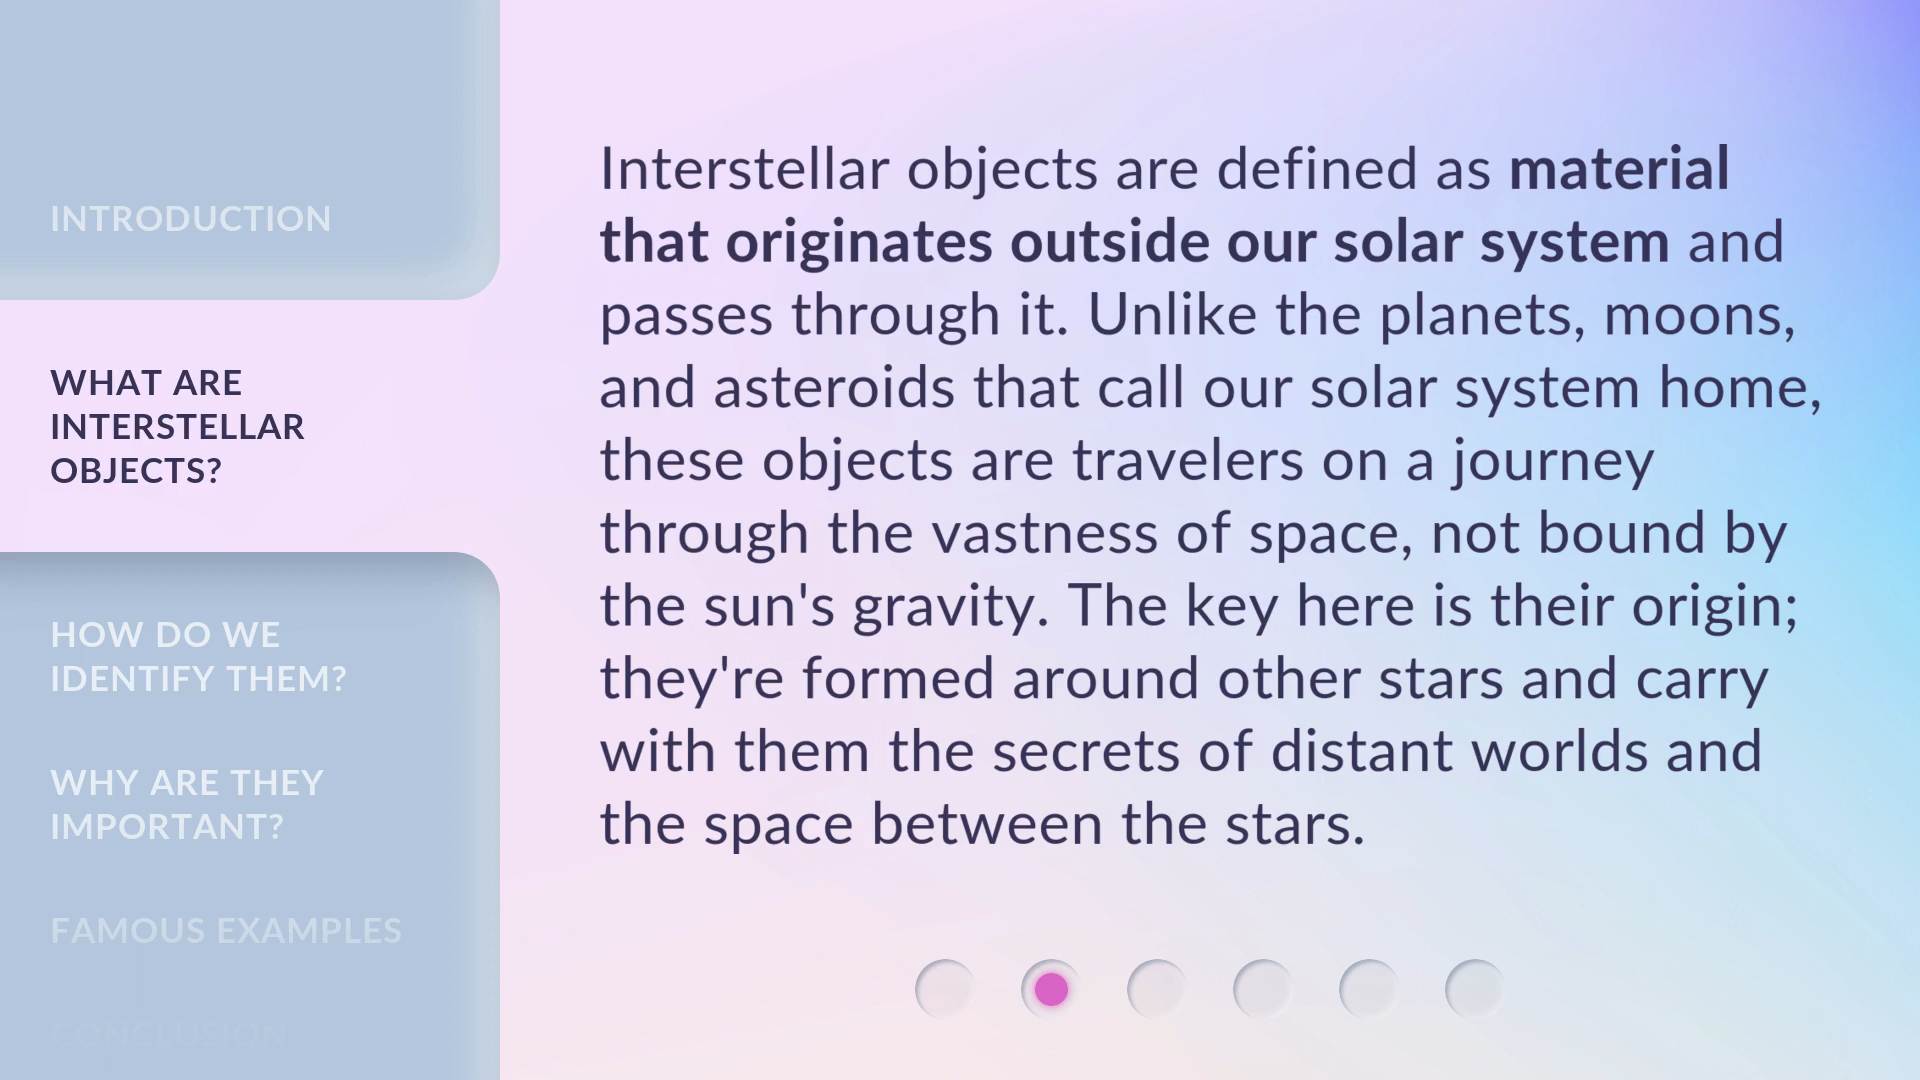 INTRODUCTION
WHAT ARE
INTERSTELLAR
OBJECTS?
HOW DO WE
IDENTIFY THEM?
WHY ARE THEY
IMPORTANT?
FAMOUS EXAMPLES
CONCLUSION
Interstellar objects are defined as material
that originates outside our solar system and
passes through it. Unlike the planets, moons,
and asteroids that call our solar system home,
these objects are travelers on a journey
through the vastness of space, not bound by
the sun's gravity. The key here is their origin;
they're formed around other stars and carry
with them the secrets of distant worlds and
the space between the stars.